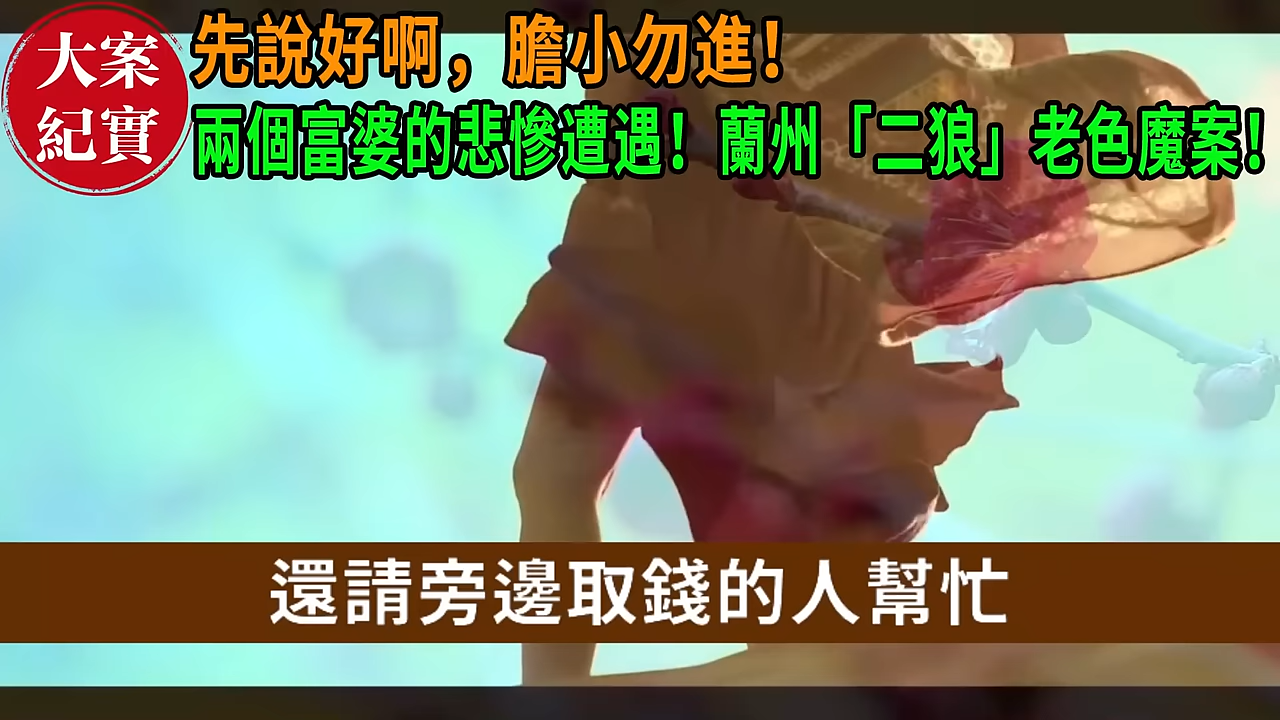 大案
紀實
先說好啊，膽小勿進！
兩個富婆的悲慘遭遇！蘭州「二狼」老色魔案！
還請旁邊取錢的人幫忙